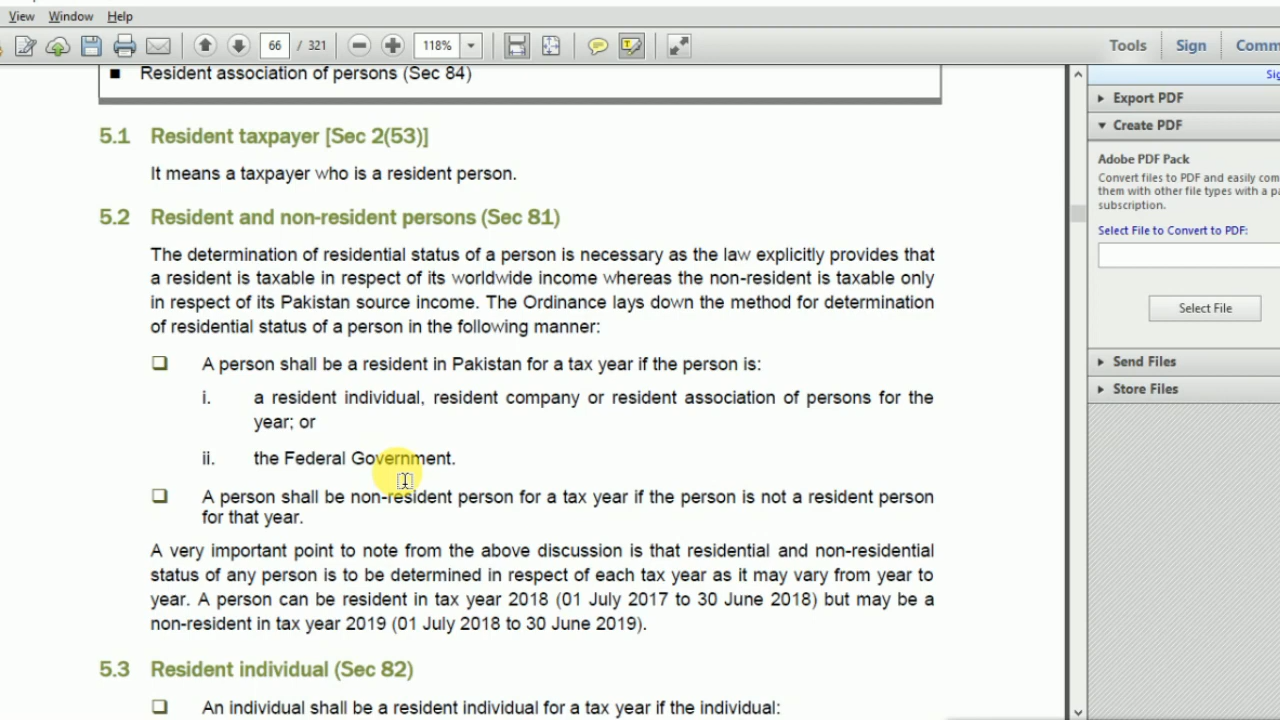 View Window Help
66 / 321 118% Tools Sign Comm
■ Resident association of persons (Sec 84)
5.1 Resident taxpayer [Sec 2(53)]
It means a taxpayer who is a resident person.
5.2 Resident and non-resident persons (Sec 81)
The determination of residential status of a person is necessary as the law explicitly provides that
a resident is taxable in respect of its worldwide income whereas the non-resident is taxable only
in respect of its Pakistan source income. The Ordinance lays down the method for determination
of residential status of a person in the following manner:
❑ A person shall be a resident in Pakistan for a tax year if the person is:
i. a resident individual, resident company or resident association of persons for the
year; or
ii. the Federal Government.
❑ A person shall be non-resident person for a tax year if the person is not a resident person
for that year.
A very important point to note from the above discussion is that residential and non-residential
status of any person is to be determined in respect of each tax year as it may vary from year to
year. A person can be resident in tax year 2018 (01 July 2017 to 30 June 2018) but may be a
non-resident in tax year 2019 (01 July 2018 to 30 June 2019).
5.3 Resident individual (Sec 82)
❑ An individual shall be a resident individual for a tax year if the individual:
Sig
Export PDF
Create PDF
Adobe PDF Pack
Convert files to PDF and easily com
them with other file types with a pa
subscription.
Select File to Convert to PDF:
Select File
Send Files
Store Files